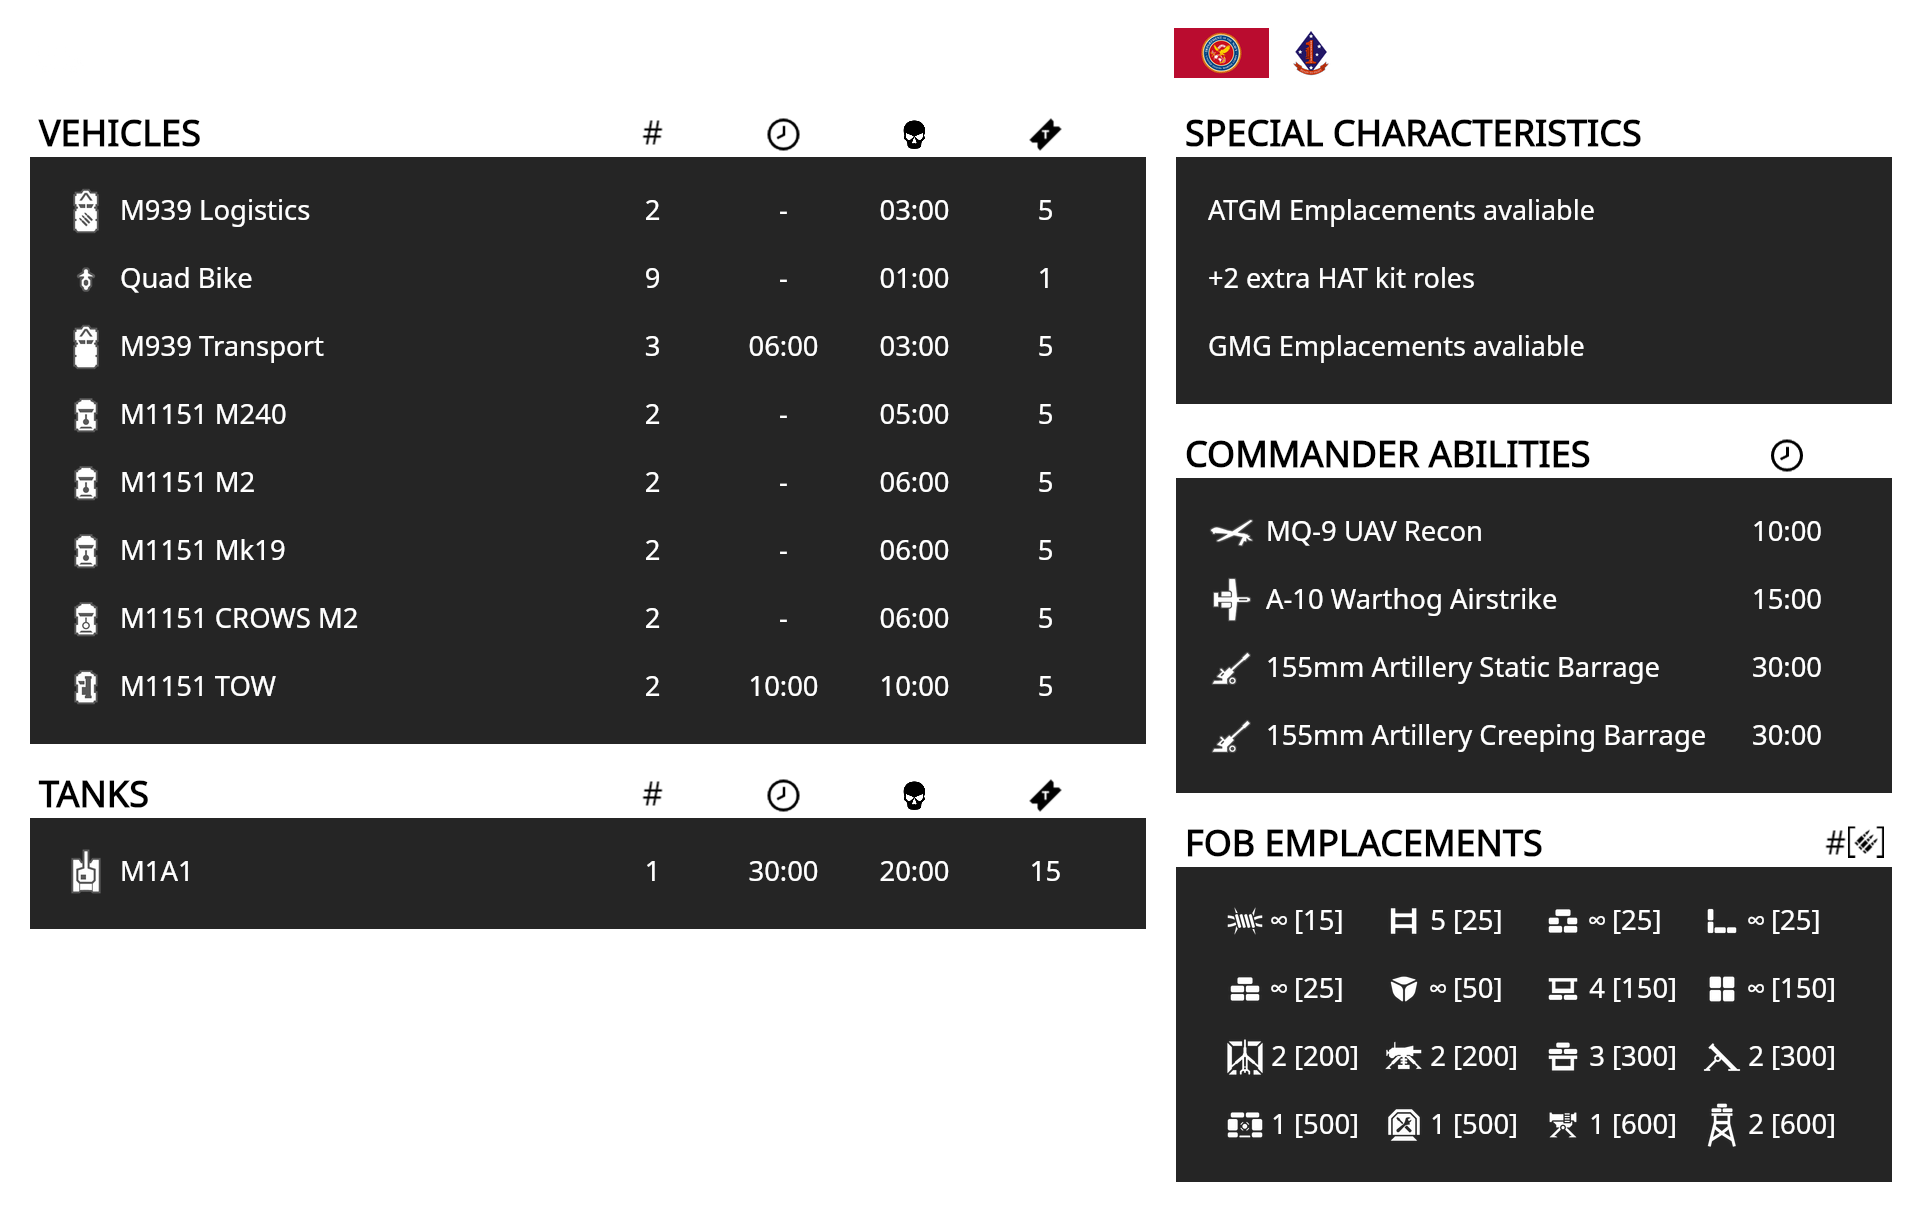 VEHICLES #
M939 Logistics 2 - 03:00 5
Quad Bike 9 - 01:00 1
M939 Transport 3 06:00 03:00 5
M1151 M240 2 - 05:00 5
M1151 M2 2 - 06:00 5
M1151 Mk19 2 - 06:00 5
M1151 CROWS M2 2 - 06:00 5
M1151 TOW 2 10:00 10:00 5
TANKS #
M1A1 1 30:00 20:00 15
SPECIAL CHARACTERISTICS
ATGM Emplacements avaliable
+2 extra HAT kit roles
GMG Emplacements avaliable
COMMANDER ABILITIES
MQ-9 UAV Recon 10:00
A-10 Warthog Airstrike 15:00
155mm Artillery Static Barrage 30:00
155mm Artillery Creeping Barrage 30:00
FOB EMPLACEMENTS #[ ]
∞ [15] 5 [25] ∞ [25] ∞ [25]
∞ [25] ∞ [50] 4 [150] ∞ [150]
2 [200] 2 [200] 3 [300] 2 [300]
1 [500] 1 [500] 1 [600] 2 [600]